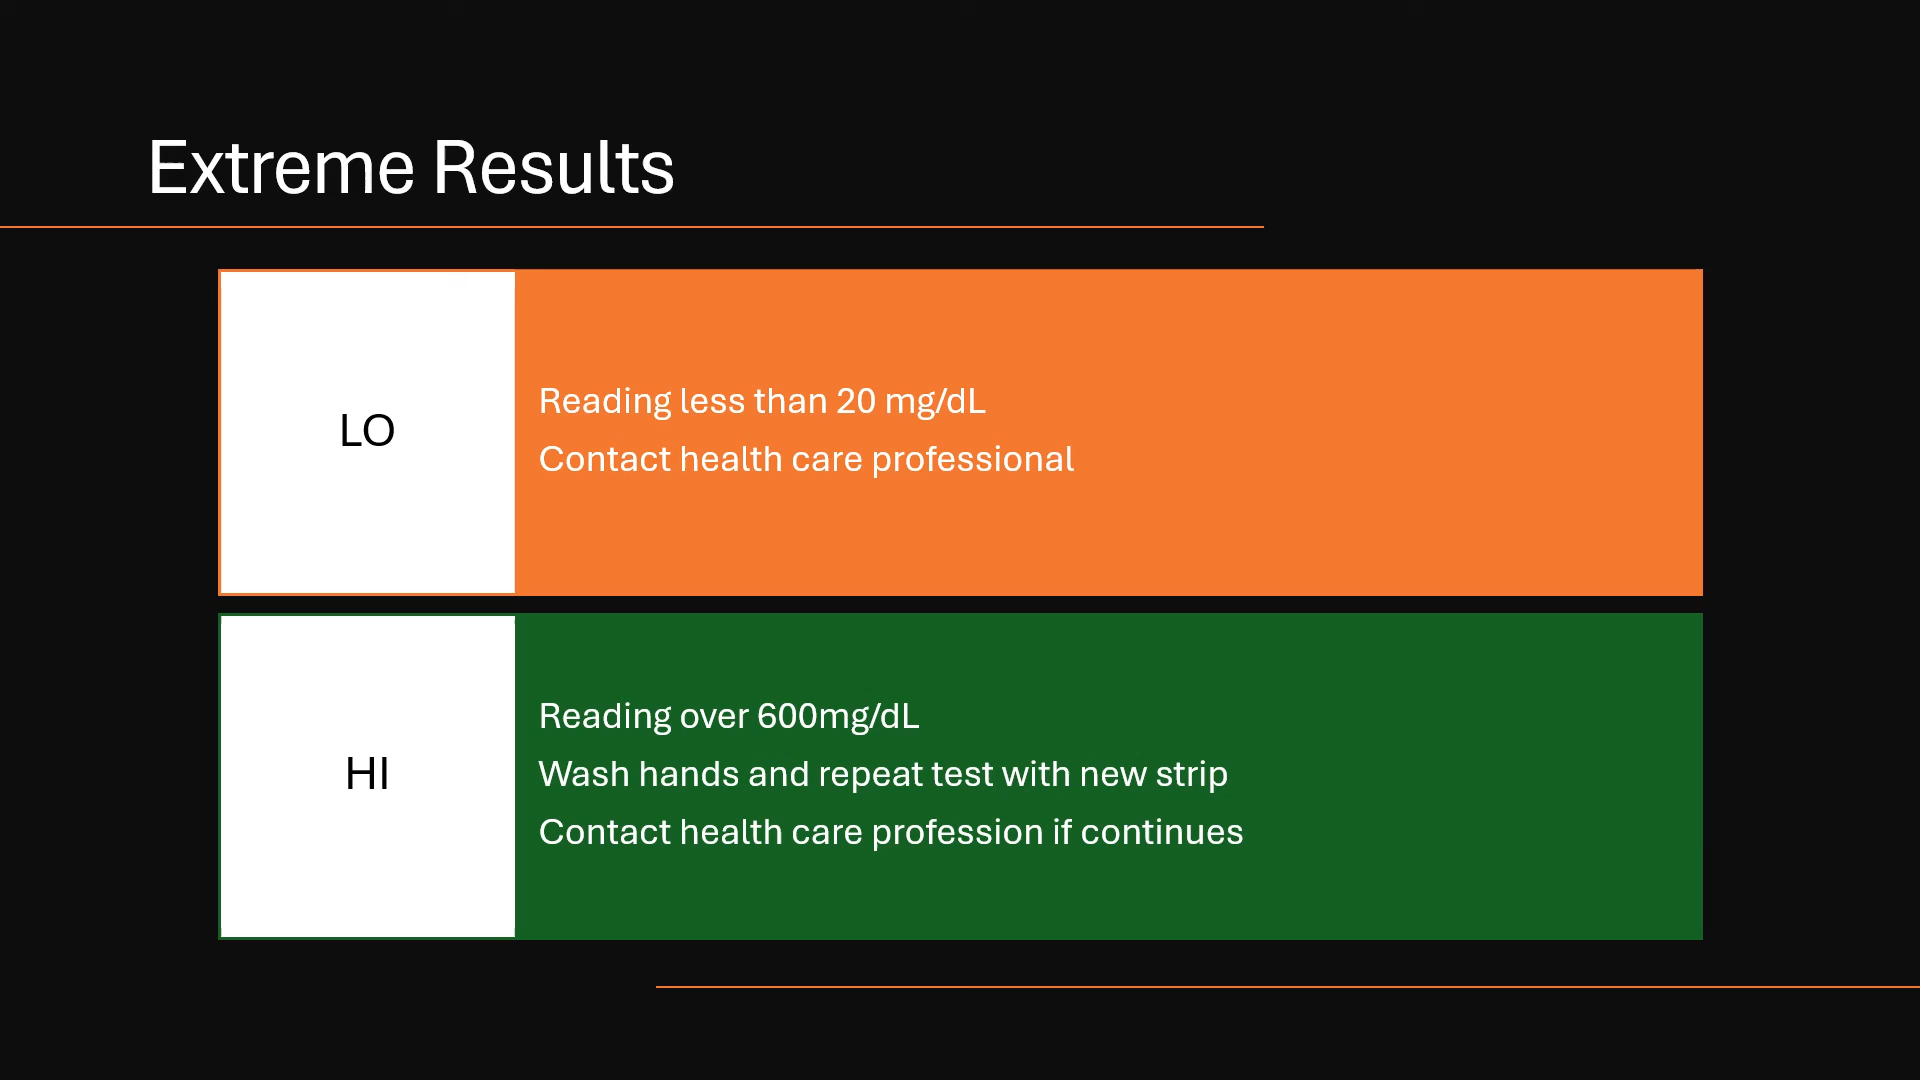 Extreme Results
LO
Reading less than 20 mg/dL
Contact health care professional
HI
Reading over 600mg/dL
Wash hands and repeat test with new strip
Contact health care profession if continues